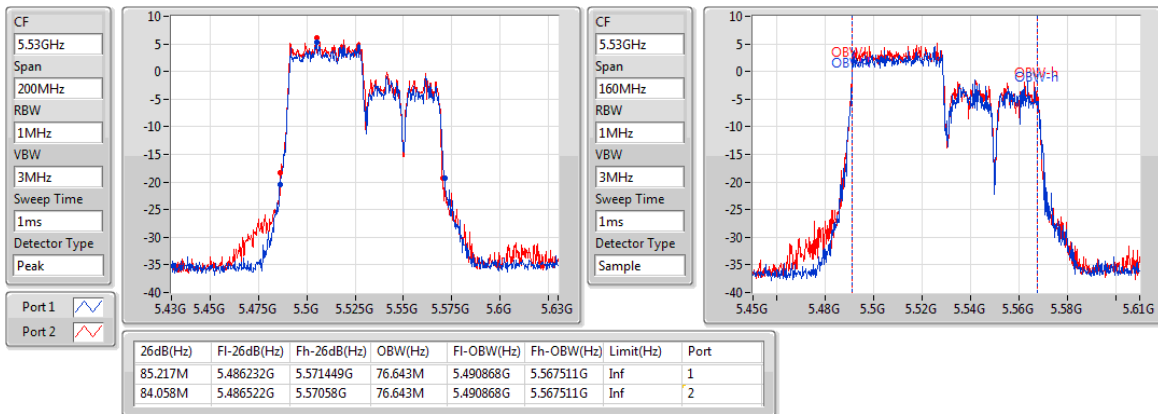 CF
5.53GHz
Span
200MHz
RBW
1MHz
VBW
3MHz
Sweep Time
1ms
Detector Type
Peak
Port 1
Port 2
10
5
0
-5
-10
-15
-20
-25
-30
-35
-40
5.43G 5.45G 5.475G 5.5G 5.525G 5.55G 5.575G 5.6G 5.63G
CF
5.53GHz
Span
160MHz
RBW
1MHz
VBW
3MHz
Sweep Time
1ms
Detector Type
Sample
10
5
0
-5
-10
-15
-20
-25
-30
-35
-40
OBW-h
OBW-h
5.45G 5.48G 5.5G 5.52G 5.54G 5.56G 5.58G 5.61G
26dB(Hz) Fl-26dB(Hz) Fh-26dB(Hz) OBW(Hz) Fl-OBW(Hz) Fh-OBW(Hz) Limit(Hz) Port
85.217M 5.486232G 5.571449G 76.643M 5.490868G 5.567511G Inf 1
84.058M 5.486522G 5.57058G 76.643M 5.490868G 5.567511G Inf 2